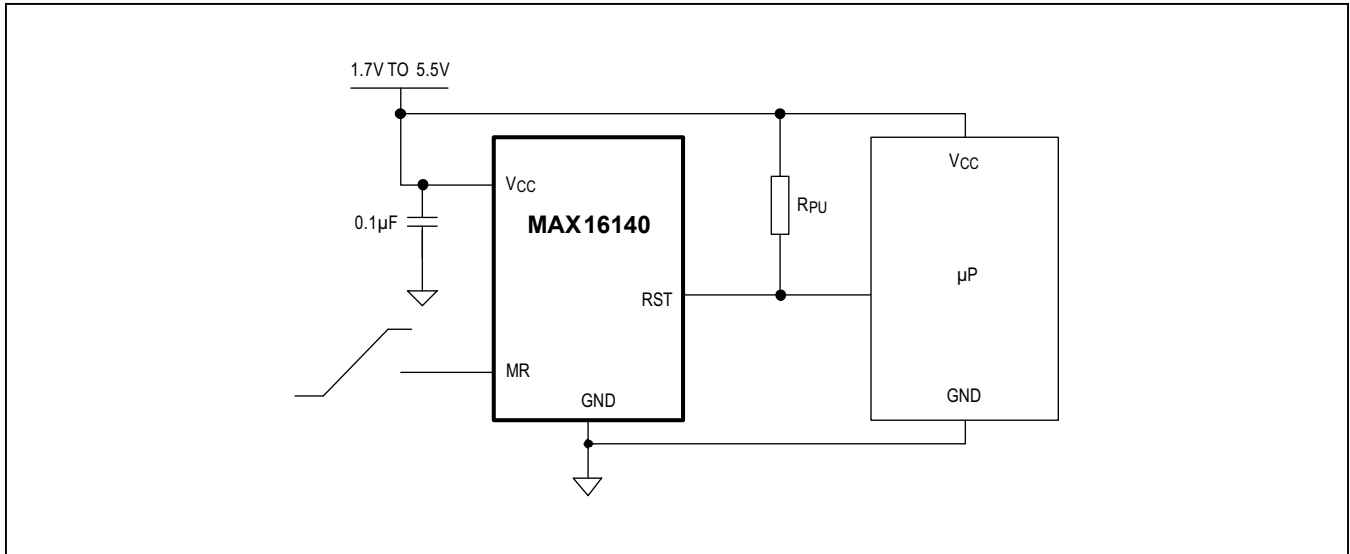 1.7V TO 5.5V
VCC
VCC
0.1µF
MAX16140
RPU
µP
RST
MR
GND
GND